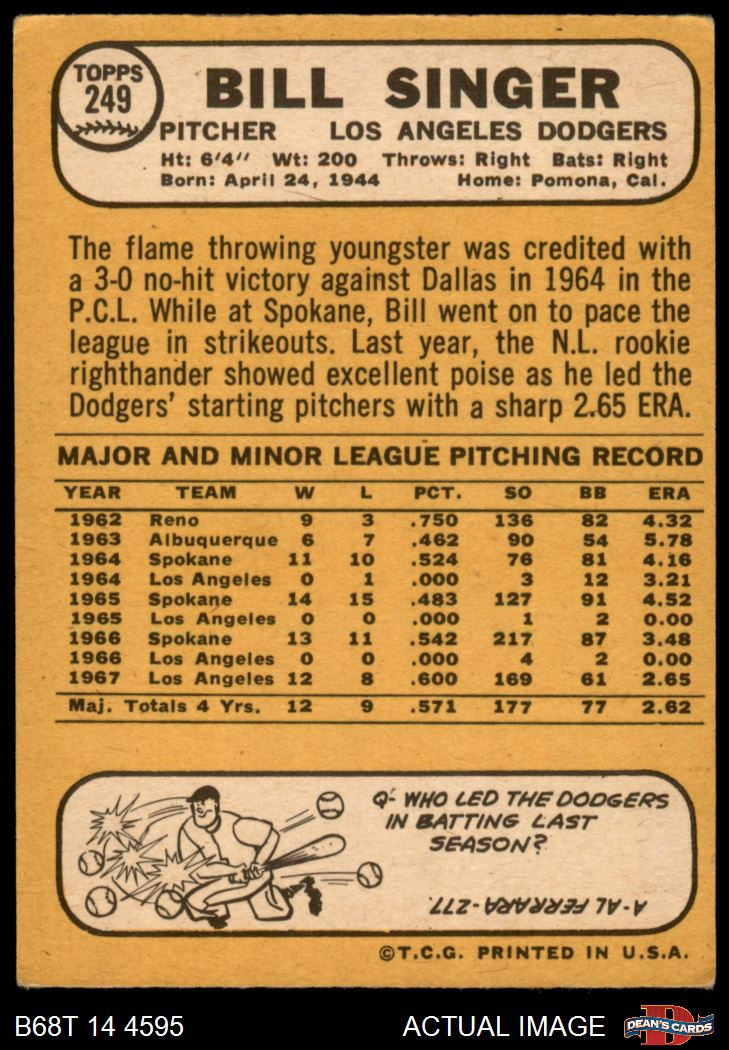 TOPPS
249
BILL SINGER
PITCHER LOS ANGELES DODGERS
Ht: 6'4" Wt: 200 Throws: Right Bats: Right
Born: April 24, 1944 Home: Pomona, Cal.
The flame throwing youngster was credited with
a 3-0 no-hit victory against Dallas in 1964 in the
P.C.L. While at Spokane, Bill went on to pace the
league in strikeouts. Last year, the N.L. rookie
righthander showed excellent poise as he led the
Dodgers' starting pitchers with a sharp 2.65 ERA.
MAJOR AND MINOR LEAGUE PITCHING RECORD
YEAR TEAM W L PCT. SO BB ERA
1962 Reno 9 3 .750 136 82 4.32
1963 Albuquerque 6 7 .462 90 54 5.78
1964 Spokane 11 10 .524 76 81 4.16
1964 Los Angeles 0 1 .000 3 12 3.21
1965 Spokane 14 15 .483 127 91 4.52
1965 Los Angeles 0 0 .000 1 2 0.00
1966 Spokane 13 11 .542 217 87 3.48
1966 Los Angeles 0 0 .000 4 2 0.00
1967 Los Angeles 12 8 .600 169 61 2.65
Maj. Totals 4 Yrs. 12 9 .571 177 77 2.62
Q- WHO LED THE DODGERS
IN BATTING LAST
SEASON?
A-AL FERRARA-.277.
©T.C.G. PRINTED IN U.S.A.
B68T 14 4595 ACTUAL IMAGE
D
DEAN'S CARDS